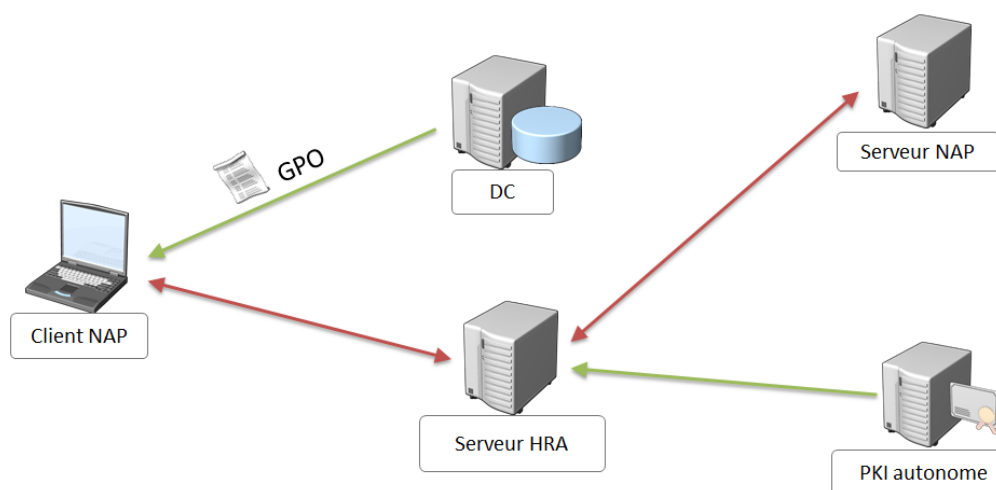 Serveur NAP
GPO
DC
Client NAP
Serveur HRA
PKI autonome